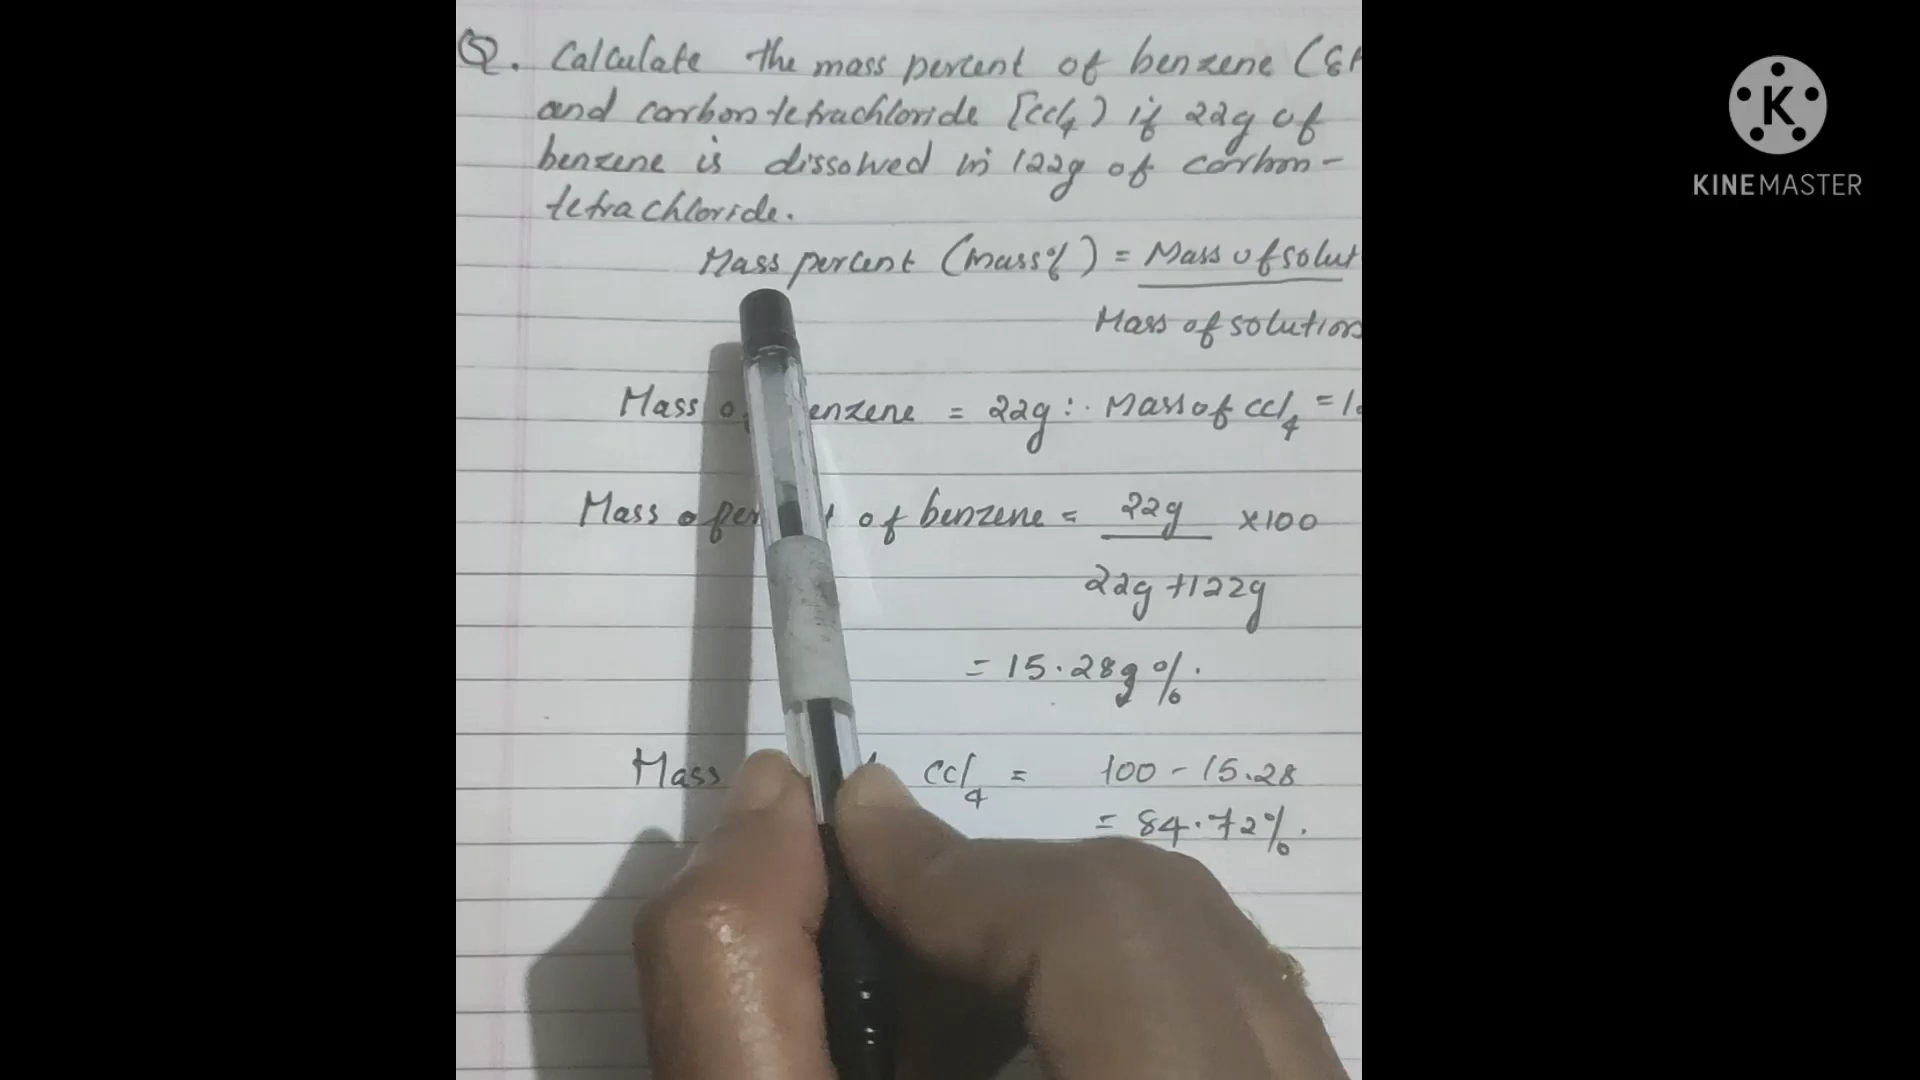 Q. Calculate the mass percent of benzene (C6H
and carbon tetrachloride [CCl4) if 22g of
benzene is dissolved in 122g of carbon-
tetrachloride.
Mass percent (mass%) = Mass of solut
Mass of solution
Mass enzene = 22g :. Mass of CCl4 = 1
Mass of benzene = 22g x100
22g + 122g
= 15.28g %.
Mass CCl4 = 100 - 15.28
= 84.72%.
K
KINEMASTER